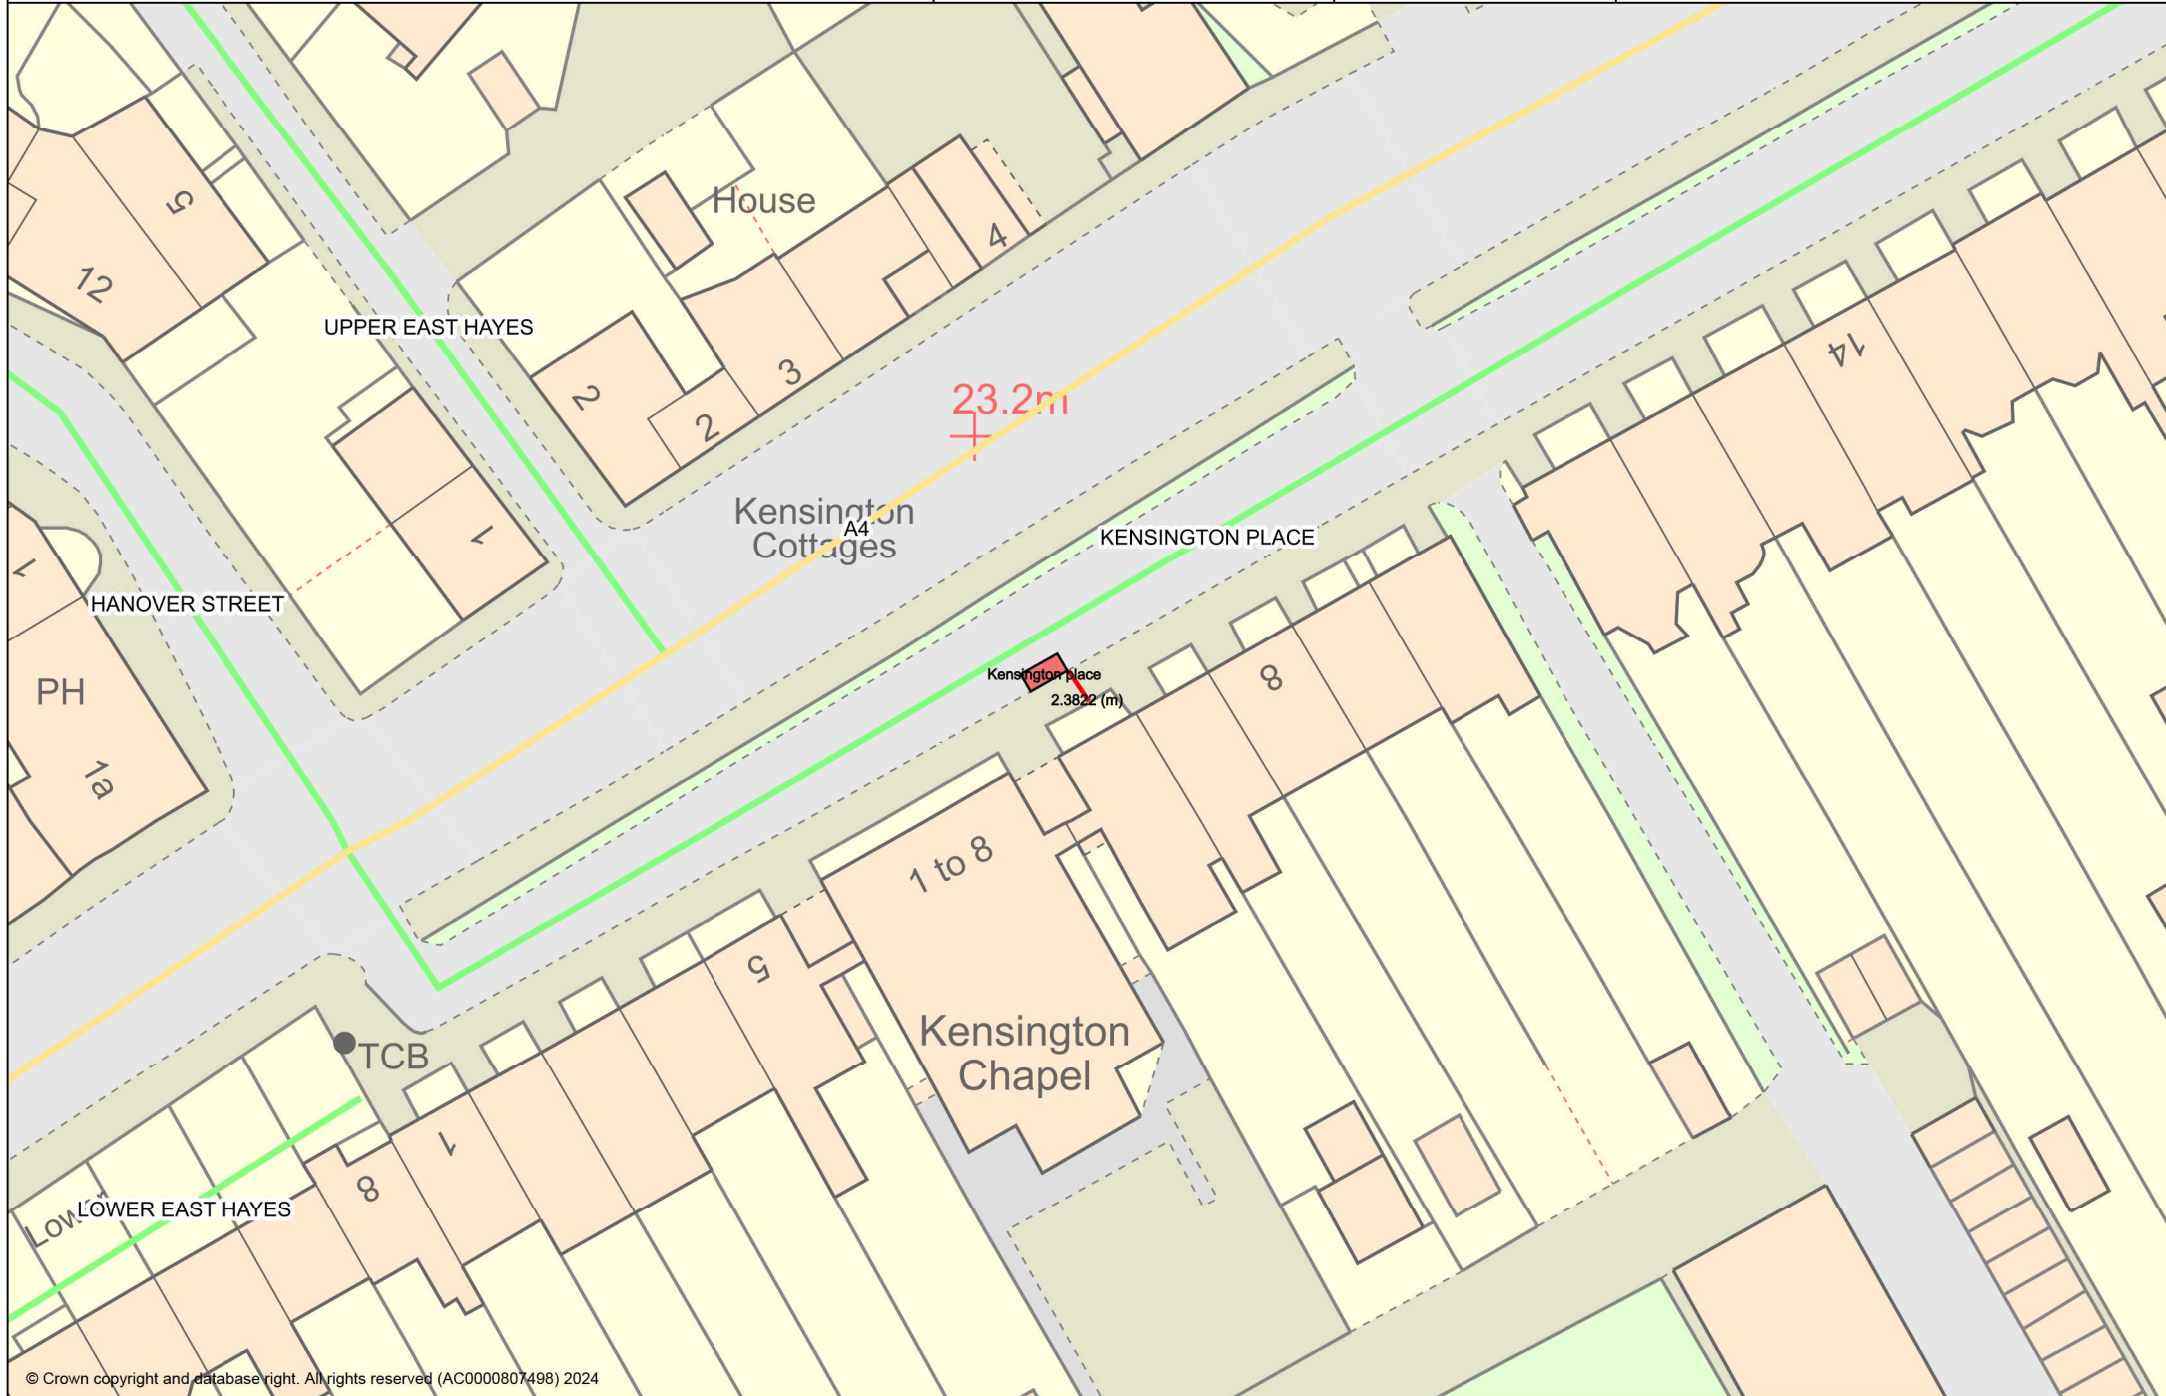 5
12
House
4
UPPER EAST HAYES
3
2
2
23.2m
14
Kensington
Cottages
A4
KENSINGTON PLACE
1
1
HANOVER STREET
PH
1a
Kensington place
2.3822 (m)
8
1 to 8
5
Kensington
Chapel
TCB
1
8
LOWER EAST HAYES
© Crown copyright and database right. All rights reserved (AC0000807498) 2024